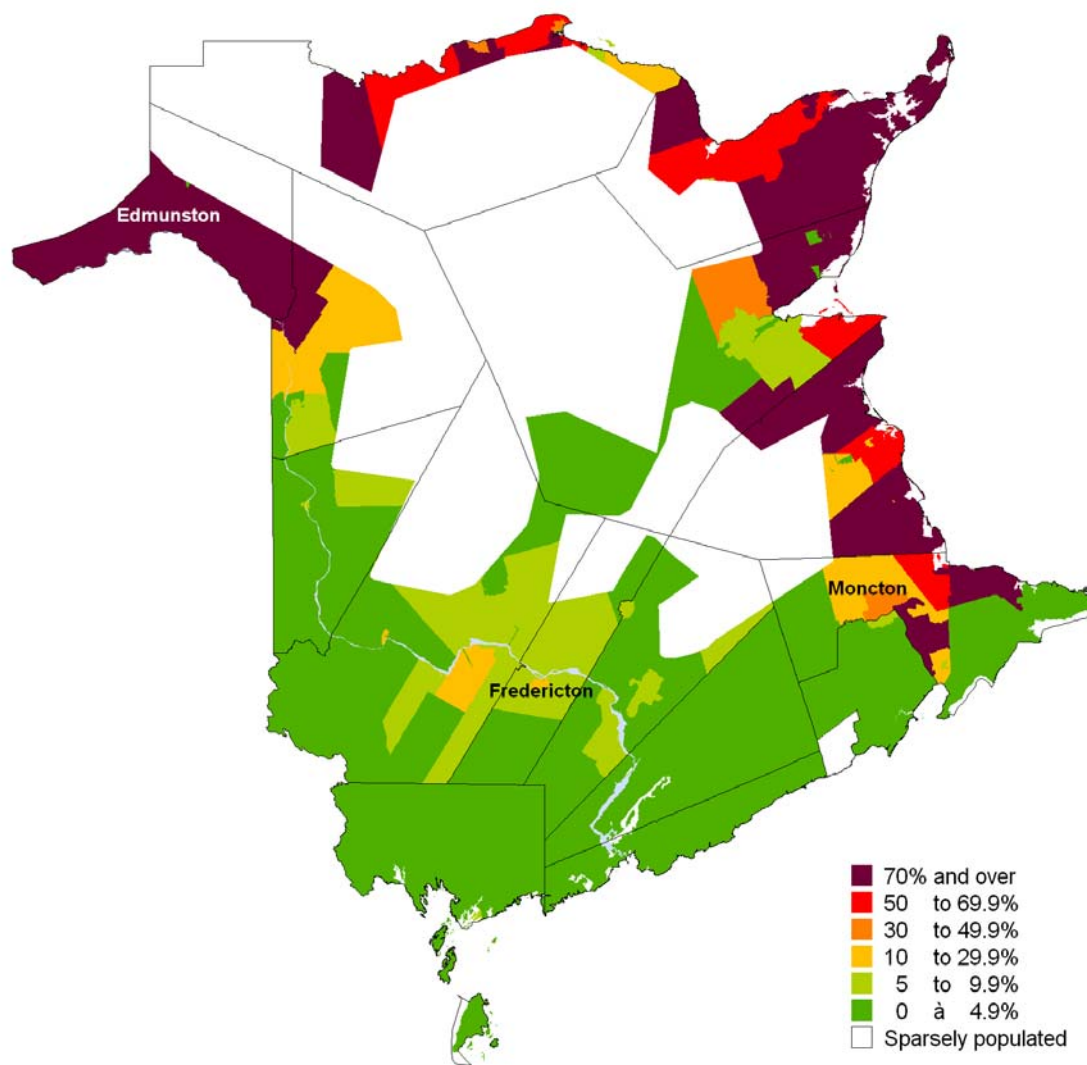 Edmunston
Moncton
Fredericton
70% and over
50 to 69.9%
30 to 49.9%
10 to 29.9%
5 to 9.9%
0 à 4.9%
Sparsely populated